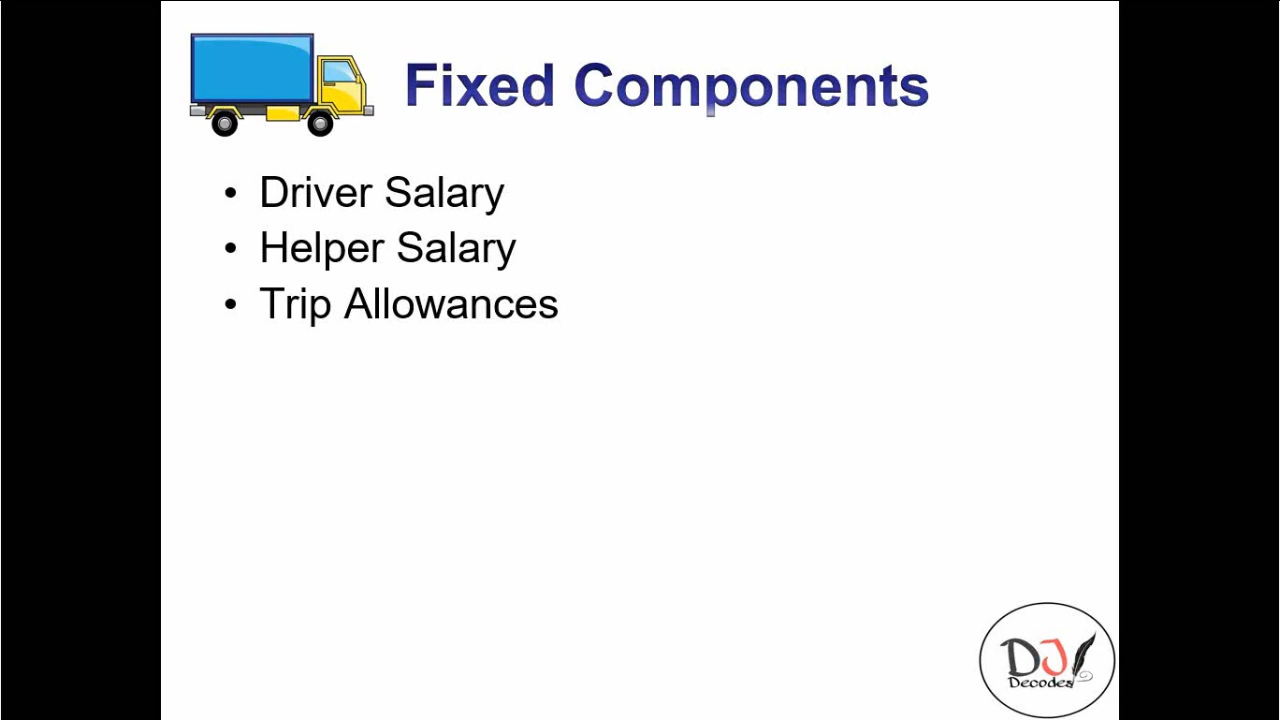 Fixed Components
• Driver Salary
• Helper Salary
• Trip Allowances
DJ
Decodes